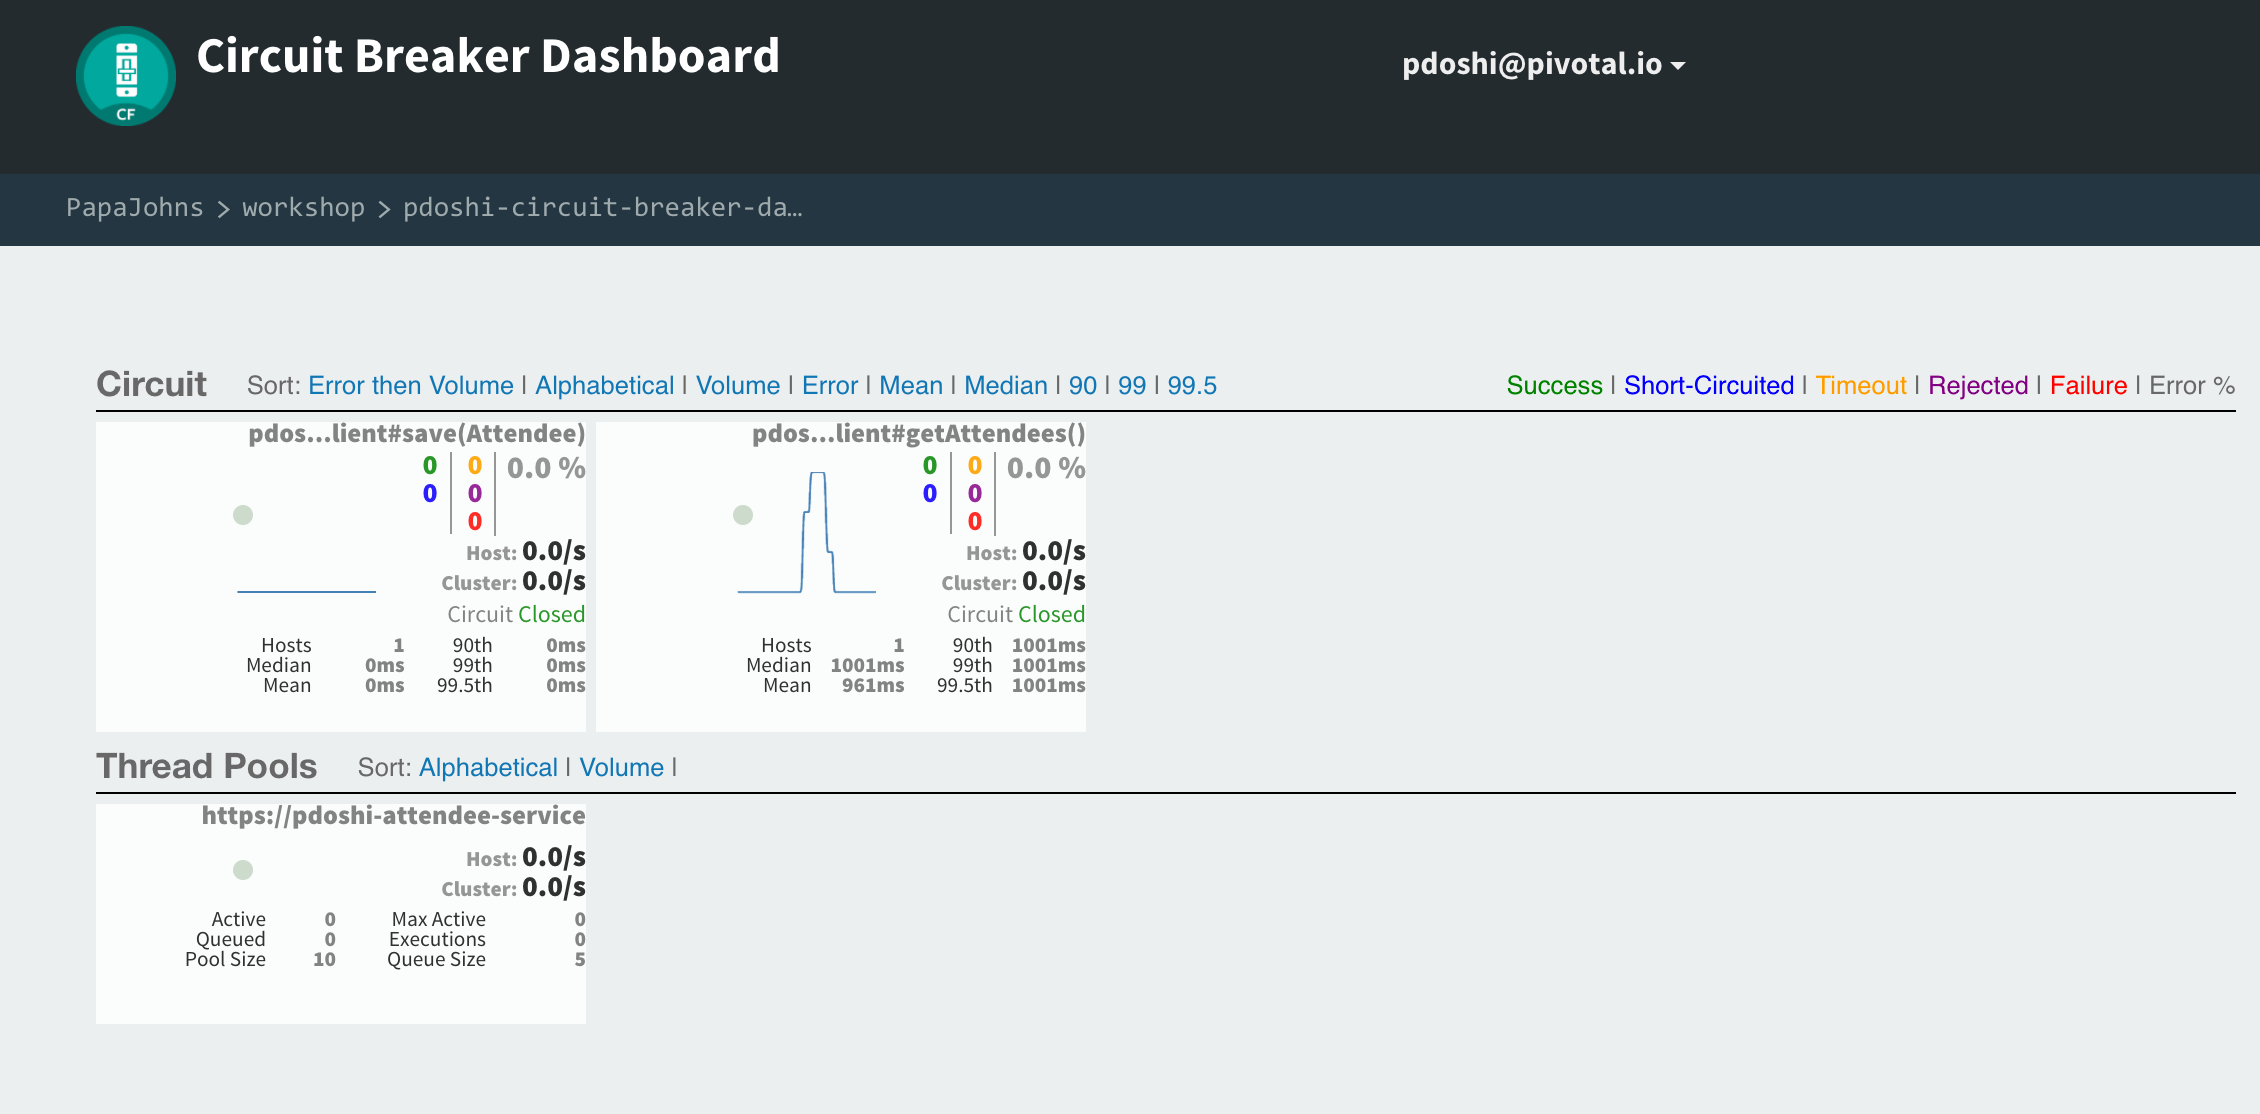 Circuit Breaker Dashboard
pdoshi@pivotal.io
CF
PapaJohns > workshop > pdoshi-circuit-breaker-da…
Circuit Sort: Error then Volume | Alphabetical | Volume | Error | Mean | Median | 90 | 99 | 99.5 Success | Short-Circuited | Timeout | Rejected | Failure | Error %
pdos...lient#save(Attendee)
0 0 0.0 %
0 0
0
Host: 0.0/s
Cluster: 0.0/s
Circuit Closed
Hosts 1 90th 0ms
Median 0ms 99th 0ms
Mean 0ms 99.5th 0ms
pdos...lient#getAttendees()
0 0 0.0 %
0 0
0
Host: 0.0/s
Cluster: 0.0/s
Circuit Closed
Hosts 1 90th 1001ms
Median 1001ms 99th 1001ms
Mean 961ms 99.5th 1001ms
Thread Pools Sort: Alphabetical | Volume |
https://pdoshi-attendee-service
Host: 0.0/s
Cluster: 0.0/s
Active 0 Max Active 0
Queued 0 Executions 0
Pool Size 10 Queue Size 5